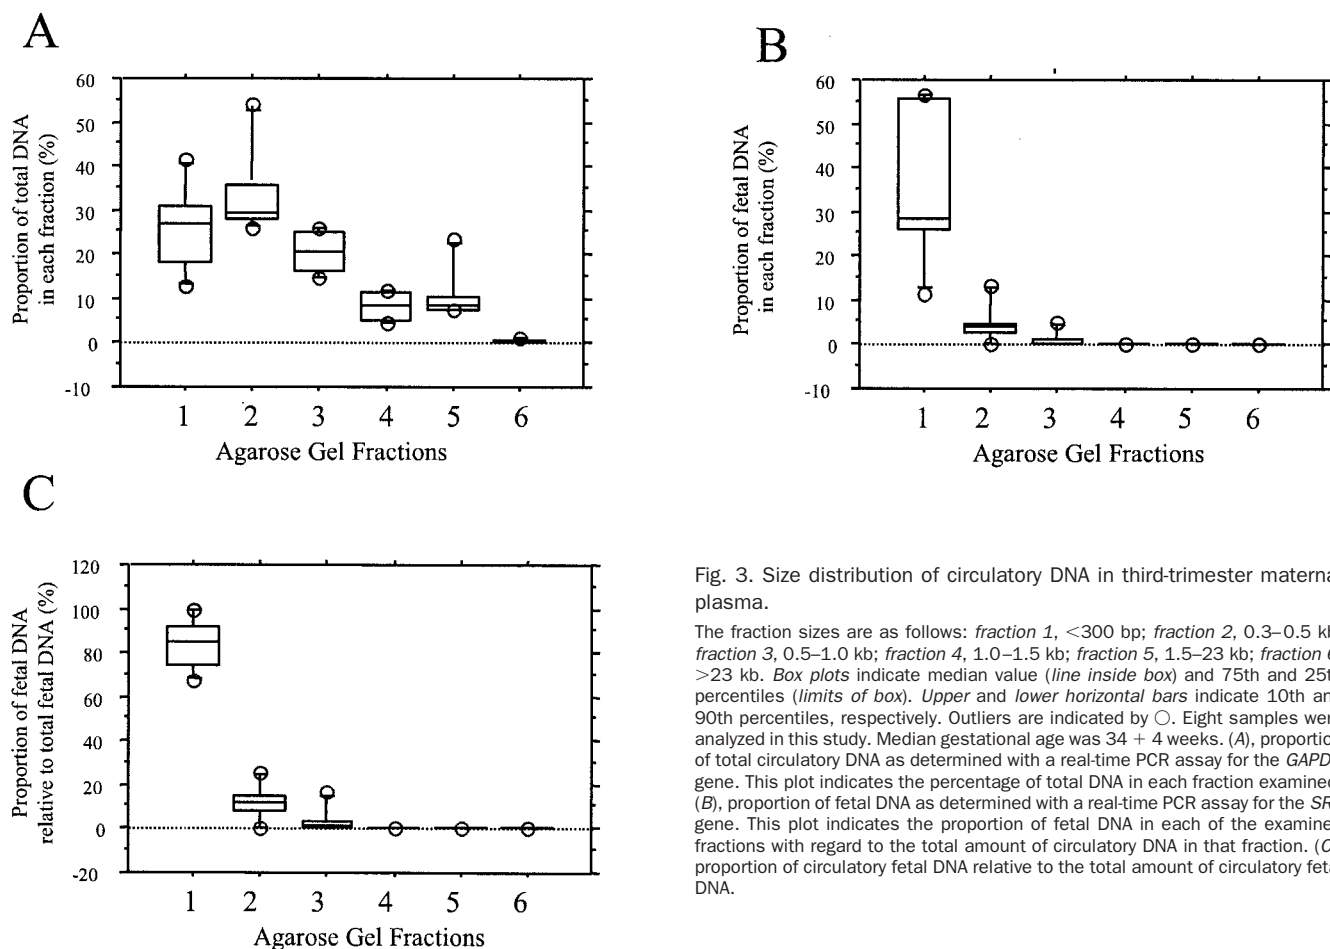 A
Proportion of total DNA
in each fraction (%)
60
50
40
30
20
10
0
-10
1 2 3 4 5 6
Agarose Gel Fractions
B
Proportion of fetal DNA
in each fraction (%)
60
50
40
30
20
10
0
-10
1 2 3 4 5 6
Agarose Gel Fractions
C
Proportion of fetal DNA
relative to total fetal DNA (%)
120
100
80
60
40
20
0
-20
1 2 3 4 5 6
Agarose Gel Fractions
Fig. 3. Size distribution of circulatory DNA in third-trimester materna
plasma.
The fraction sizes are as follows: fraction 1, <300 bp; fraction 2, 0.3–0.5 kb
fraction 3, 0.5–1.0 kb; fraction 4, 1.0–1.5 kb; fraction 5, 1.5–23 kb; fraction 6
>23 kb. Box plots indicate median value (line inside box) and 75th and 25t
percentiles (limits of box). Upper and lower horizontal bars indicate 10th an
90th percentiles, respectively. Outliers are indicated by ○. Eight samples wer
analyzed in this study. Median gestational age was 34 + 4 weeks. (A), proportio
of total circulatory DNA as determined with a real-time PCR assay for the GAPD
gene. This plot indicates the percentage of total DNA in each fraction examine
(B), proportion of fetal DNA as determined with a real-time PCR assay for the SR
gene. This plot indicates the proportion of fetal DNA in each of the examine
fractions with regard to the total amount of circulatory DNA in that fraction. (C
proportion of circulatory fetal DNA relative to the total amount of circulatory feta
DNA.